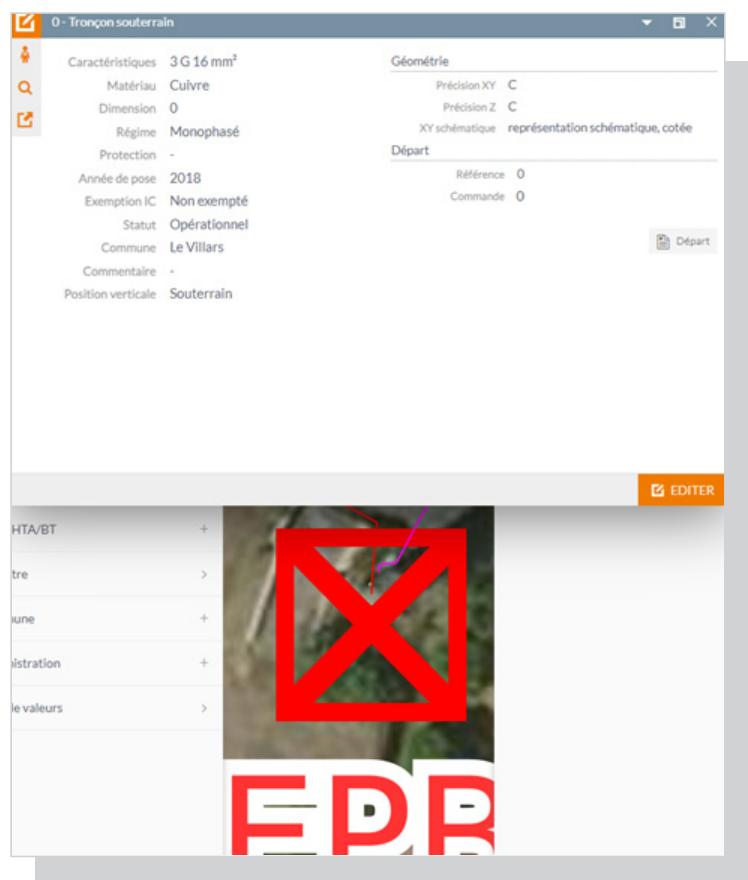 0 - Tronçon souterrain
Caractéristiques 3 G 16 mm²
Matériau Cuivre
Dimension 0
Régime Monophasé
Protection -
Année de pose 2018
Exemption IC Non exempté
Statut Opérationnel
Commune Le Villars
Commentaire -
Position verticale Souterrain
Géométrie
Précision XY C
Précision Z C
XY schématique représentation schématique, cotée
Départ
Référence 0
Commande 0
Départ
EDITER
HTA/BT +
tre >
une +
istration +
le valeurs >
EPB